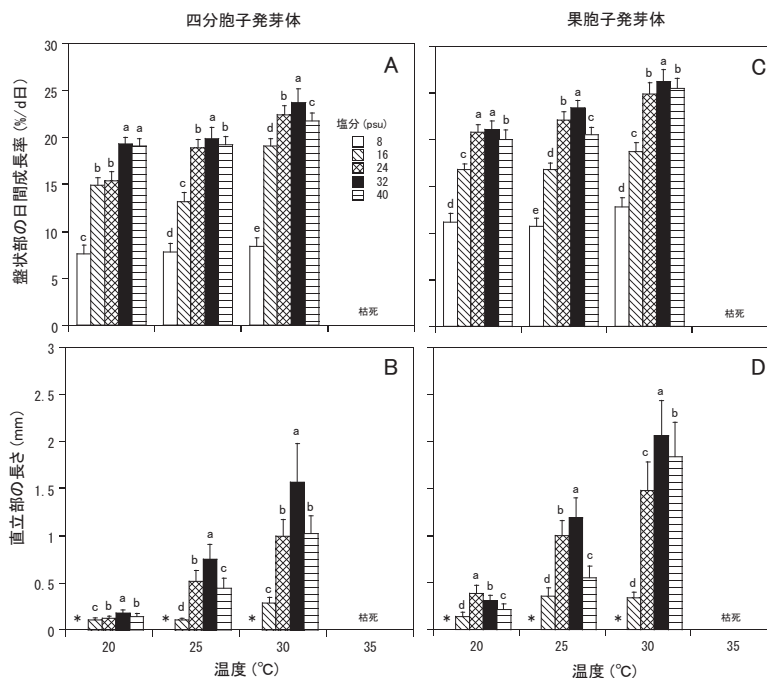 四分胞子発芽体
果胞子発芽体
盤状部の日間成長率 (%/d日)
30
25
20
15
10
5
0
A
塩分 (psu)
8
16
24
32
40
c b b a a
d c b a b
e d b a c
枯死
C
d c a a b
e d b a c
d c b a b
枯死
直立部の長さ (mm)
3
2.5
2
1.5
1
0.5
0
B
* c b a b
* d b a c
* c b a b
枯死
20 25 30 35
温度 (℃)
D
* d a b c
* d b a c
* d c a b
枯死
20 25 30 35
温度 (℃)